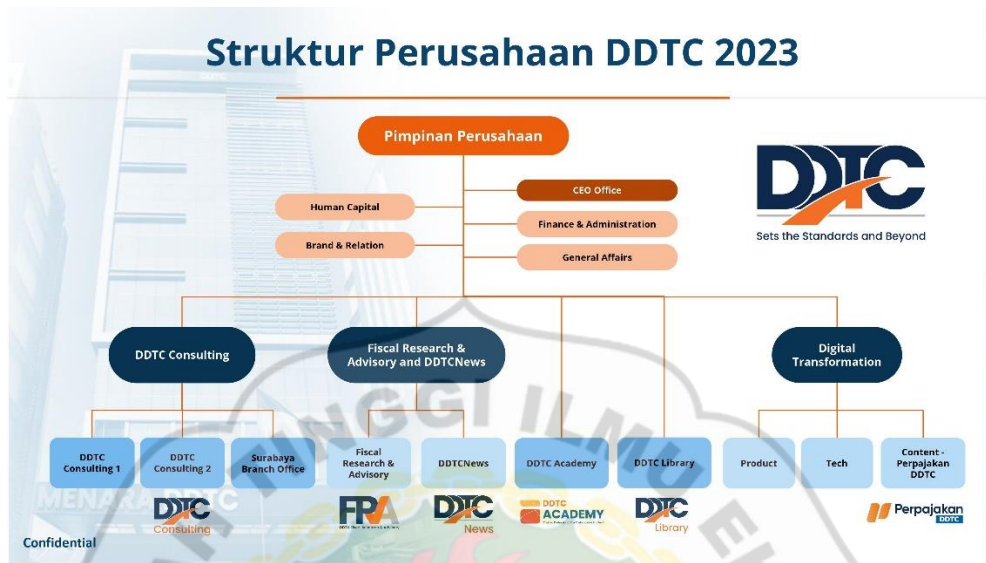 Struktur Perusahaan DDTC 2023
Pimpinan Perusahaan
CEO Office
Human Capital
Finance & Administration
Brand & Relation
General Affairs
DDTC
Sets the Standards and Beyond
DDTC Consulting
Fiscal Research &
Advisory and DDTCNews
Digital
Transformation
DDTC
Consulting 1
DDTC
Consulting 2
Surabaya
Branch Office
Fiscal
Research &
Advisory
DDTCNews
DDTC Academy
DDTC Library
Product
Tech
Content -
Perpajakan
DDTC
MENARA DDTC
DDTC
Consulting
FRA
DDTC
News
DDTC
ACADEMY
DDTC
Library
Perpajakan
DDTC
Confidential
TINGGI ILMU